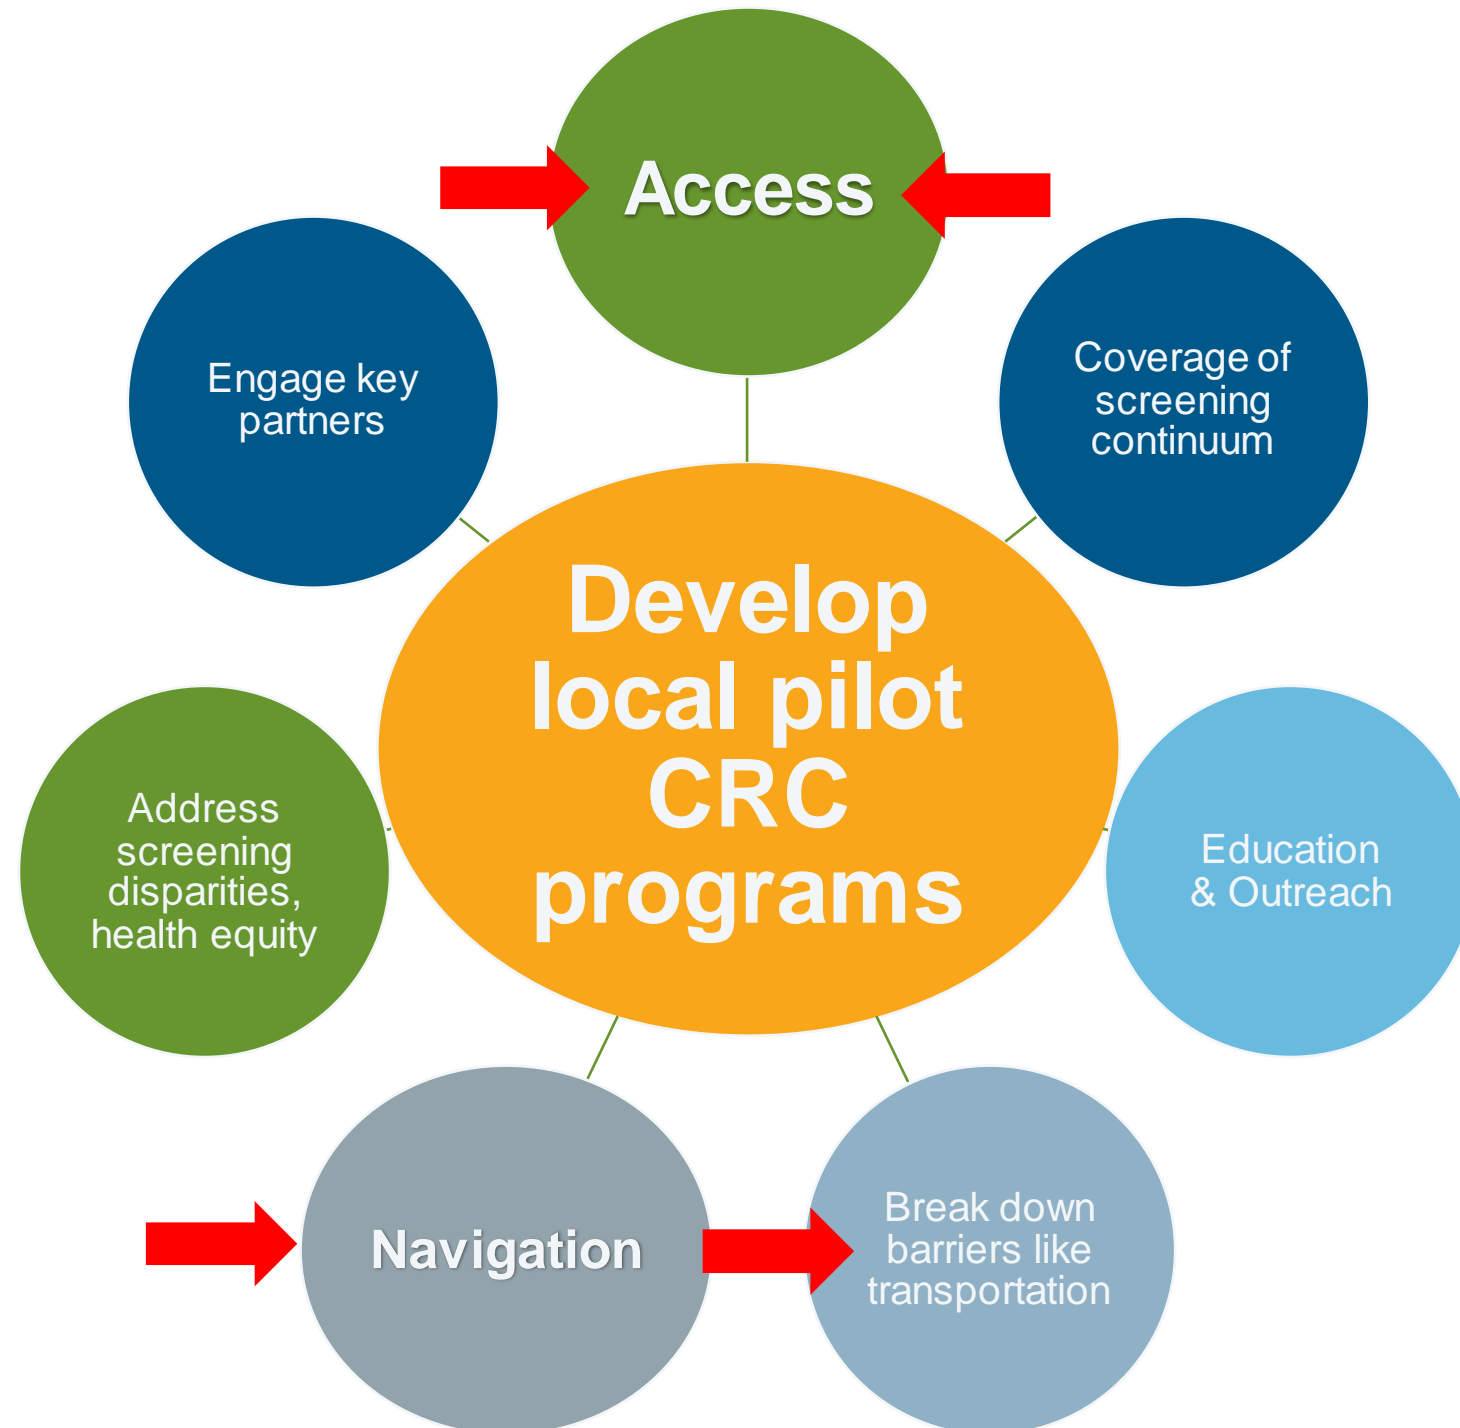 Access
Engage key
partners
Coverage of
screening
continuum
Develop
local pilot
CRC
programs
Address
screening
disparities,
health equity
Education
& Outreach
Navigation
Break down
barriers like
transportation